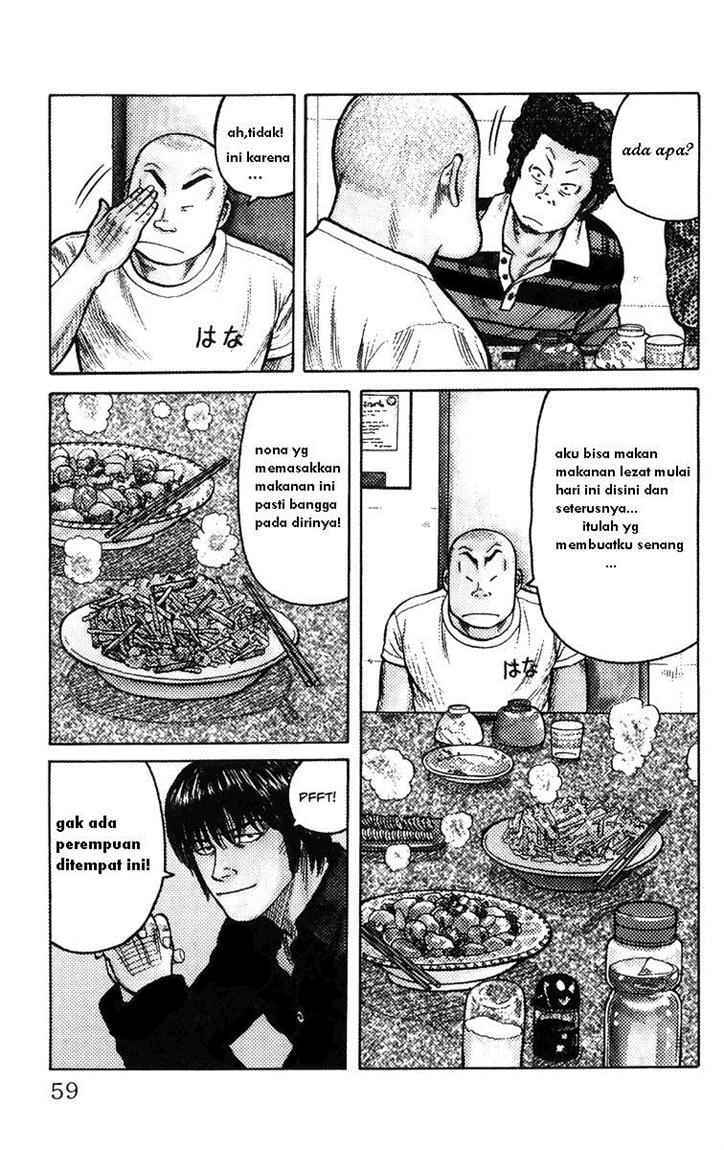 ada apa?
ah,tidak!
ini karena
...
はな
aku bisa makan
makanan lezat mulai
hari ini disini dan
seterusnya...
itulah yg
membuatku senang
...
はな
nona yg
memasakkan
makanan ini
pasti bangga
pada dirinya!
PFFT!
gak ada
perempuan
ditempat ini!
59